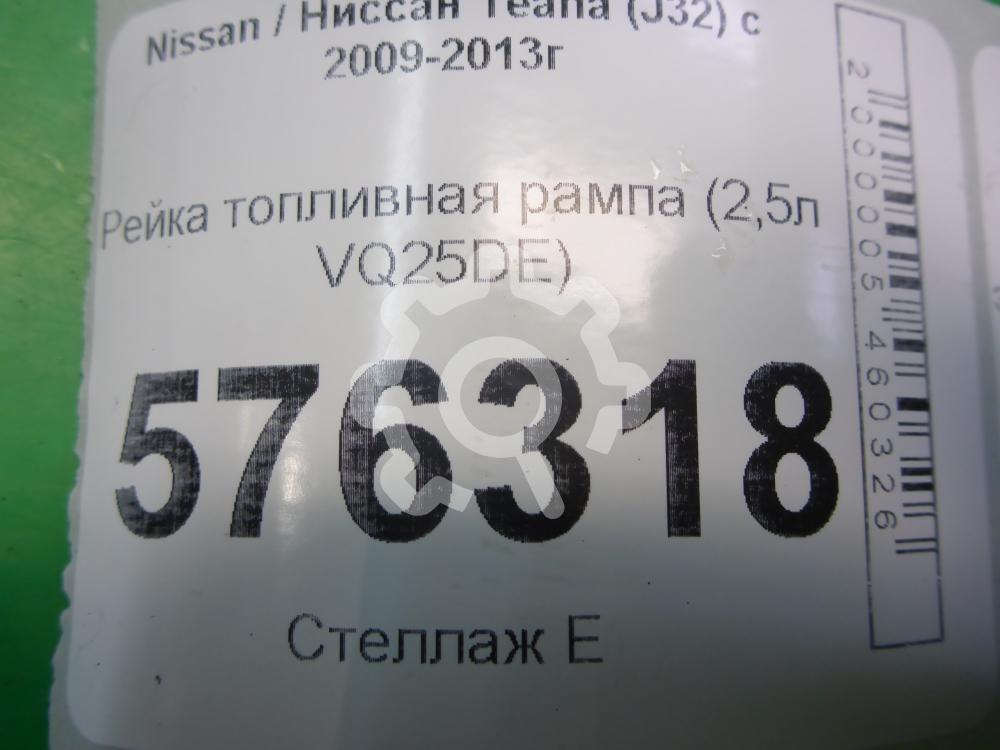 Nissan / Ниссан Teana (J32) с
2009-2013г
Рейка топливная рампа (2,5л
VQ25DE)
576318
Стеллаж Е
2000005460326